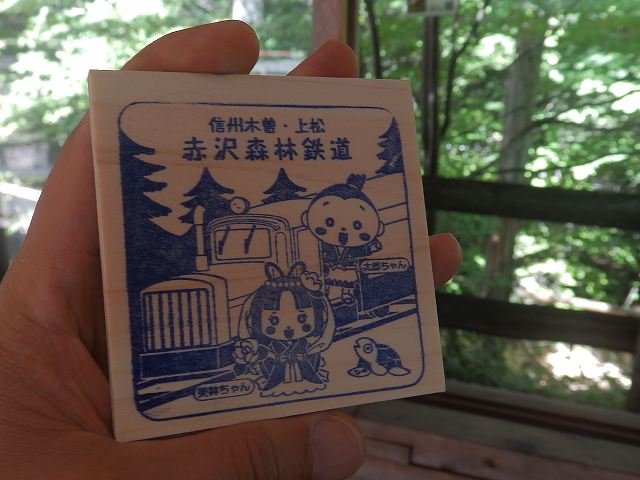 信州木曽・上松
赤沢森林鉄道
太郎ちゃん
美林ちゃん